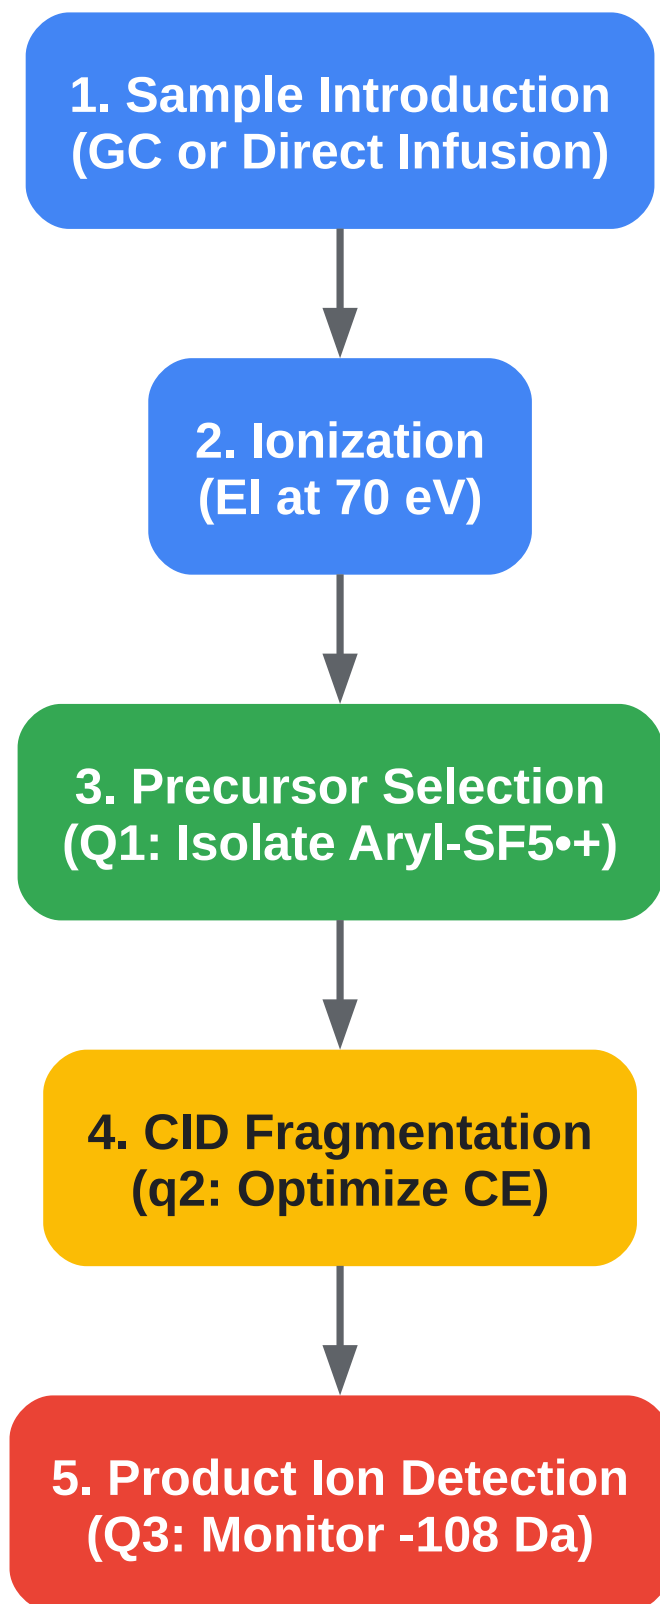 1. Sample Introduction
(GC or Direct Infusion)
2. Ionization
(EI at 70 eV)
3. Precursor Selection
(Q1: Isolate Aryl-SF5•+)
4. CID Fragmentation
(q2: Optimize CE)
5. Product Ion Detection
(Q3: Monitor -108 Da)